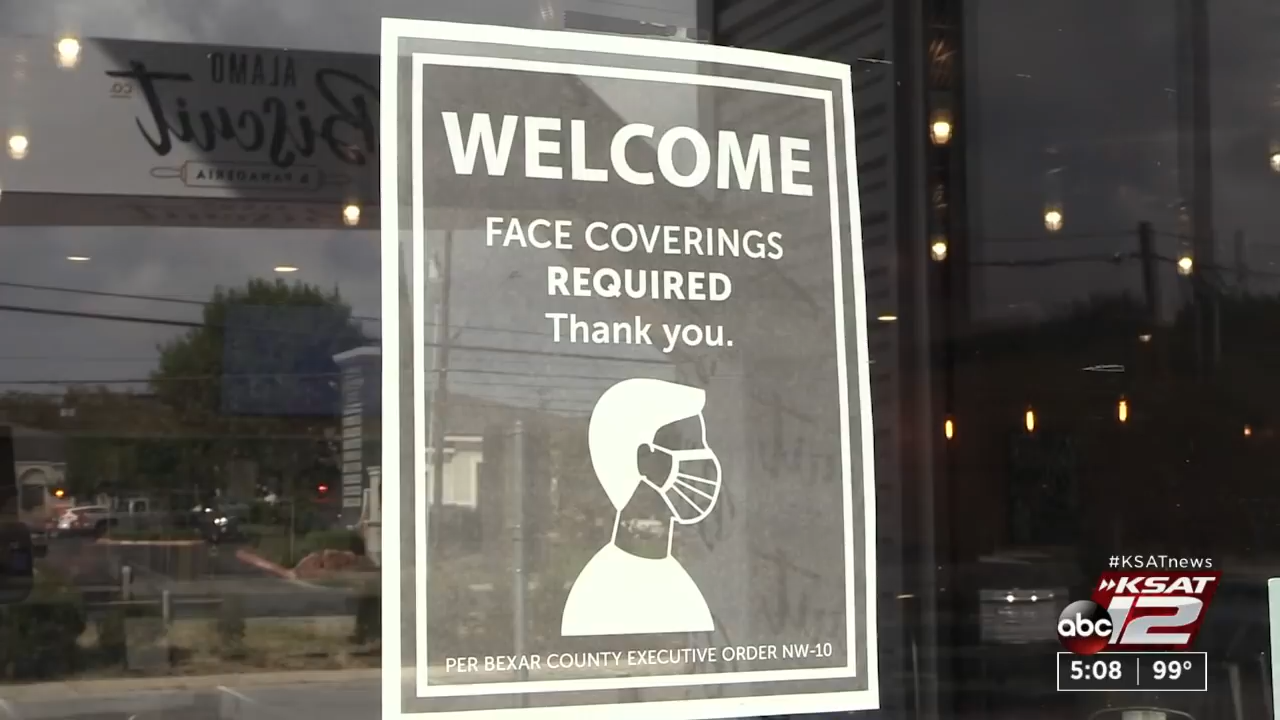 ALAMO
Biscuit
CO.
& PANADERIA
WELCOME
FACE COVERINGS
REQUIRED
Thank you.
PER BEXAR COUNTY EXECUTIVE ORDER NW-10
#KSATnews
KSAT
abc 12
5:08 99°